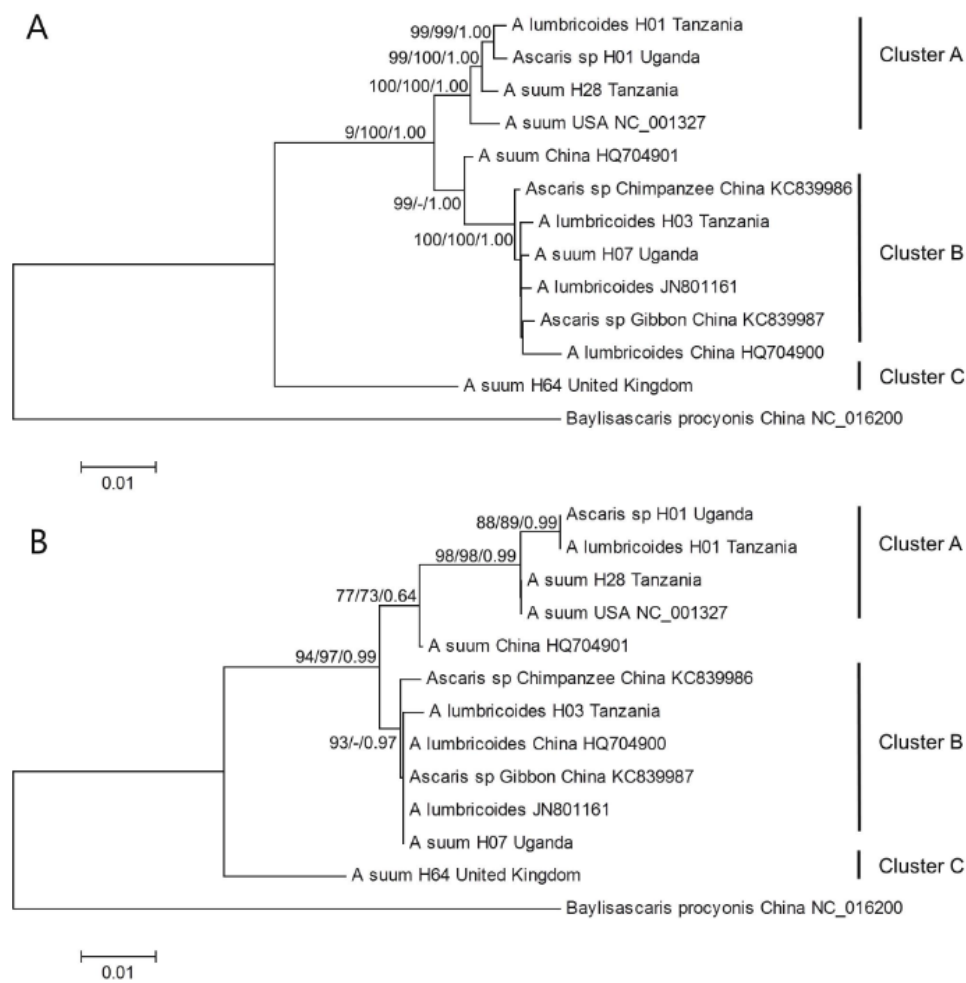 A
A lumbricoides H01 Tanzania
99/99/1.00
Ascaris sp H01 Uganda
Cluster A
99/100/1.00
A suum H28 Tanzania
100/100/1.00
A suum USA NC_001327
9/100/1.00
A suum China HQ704901
Ascaris sp Chimpanzee China KC839986
99/-/1.00
A lumbricoides H03 Tanzania
100/100/1.00
A suum H07 Uganda
Cluster B
A lumbricoides JN801161
Ascaris sp Gibbon China KC839987
A lumbricoides China HQ704900
A suum H64 United Kingdom
Cluster C
Baylisascaris procyonis China NC_016200
0.01
B
Ascaris sp H01 Uganda
88/89/0.99
A lumbricoides H01 Tanzania
Cluster A
98/98/0.99
A suum H28 Tanzania
77/73/0.64
A suum USA NC_001327
A suum China HQ704901
94/97/0.99
Ascaris sp Chimpanzee China KC839986
A lumbricoides H03 Tanzania
93/-/0.97
A lumbricoides China HQ704900
Cluster B
Ascaris sp Gibbon China KC839987
A lumbricoides JN801161
A suum H07 Uganda
A suum H64 United Kingdom
Cluster C
Baylisascaris procyonis China NC_016200
0.01